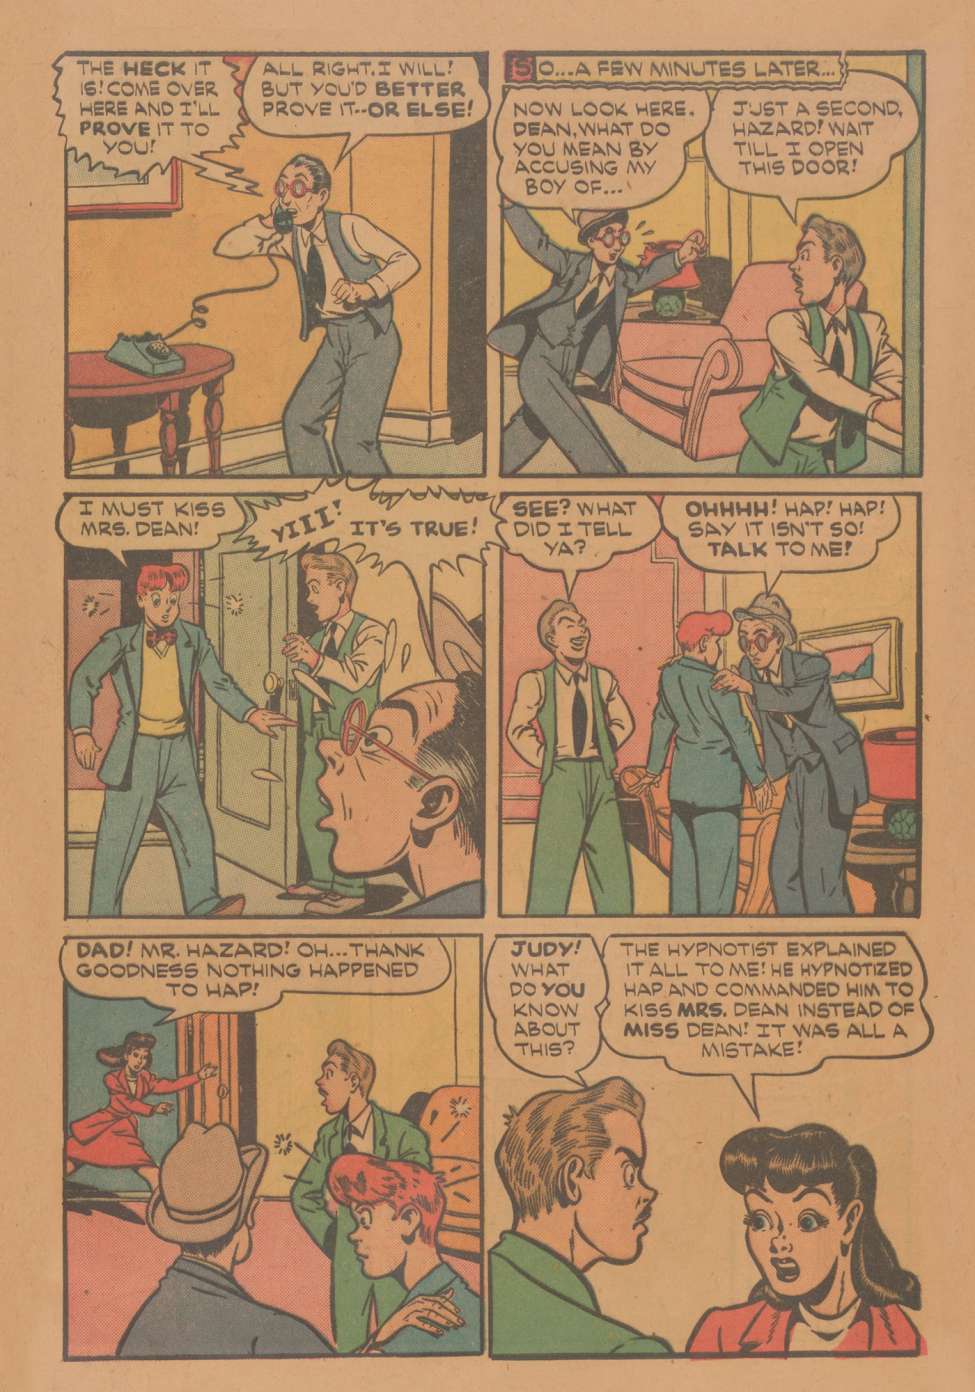 THE HECK IT
IS! COME OVER
HERE AND I'LL
PROVE IT TO
YOU!
ALL RIGHT, I WILL!
BUT YOU'D BETTER
PROVE IT--OR ELSE!
SO...A FEW MINUTES LATER...
NOW LOOK HERE,
DEAN, WHAT DO
YOU MEAN BY
ACCUSING MY
BOY OF...
JUST A SECOND,
HAZARD! WAIT
TILL I OPEN
THIS DOOR!
I MUST KISS
MRS. DEAN!
YIII!
IT'S TRUE!
SEE? WHAT
DID I TELL
YA?
OHHHH! HAP! HAP!
SAY IT ISN'T SO!
TALK TO ME!
DAD! MR. HAZARD! OH...THANK
GOODNESS NOTHING HAPPENED
TO HAP!
JUDY!
WHAT
DO YOU
KNOW
ABOUT
THIS?
THE HYPNOTIST EXPLAINED
IT ALL TO ME! HE HYPNOTIZED
HAP AND COMMANDED HIM TO
KISS MRS. DEAN INSTEAD OF
MISS DEAN! IT WAS ALL A
MISTAKE!